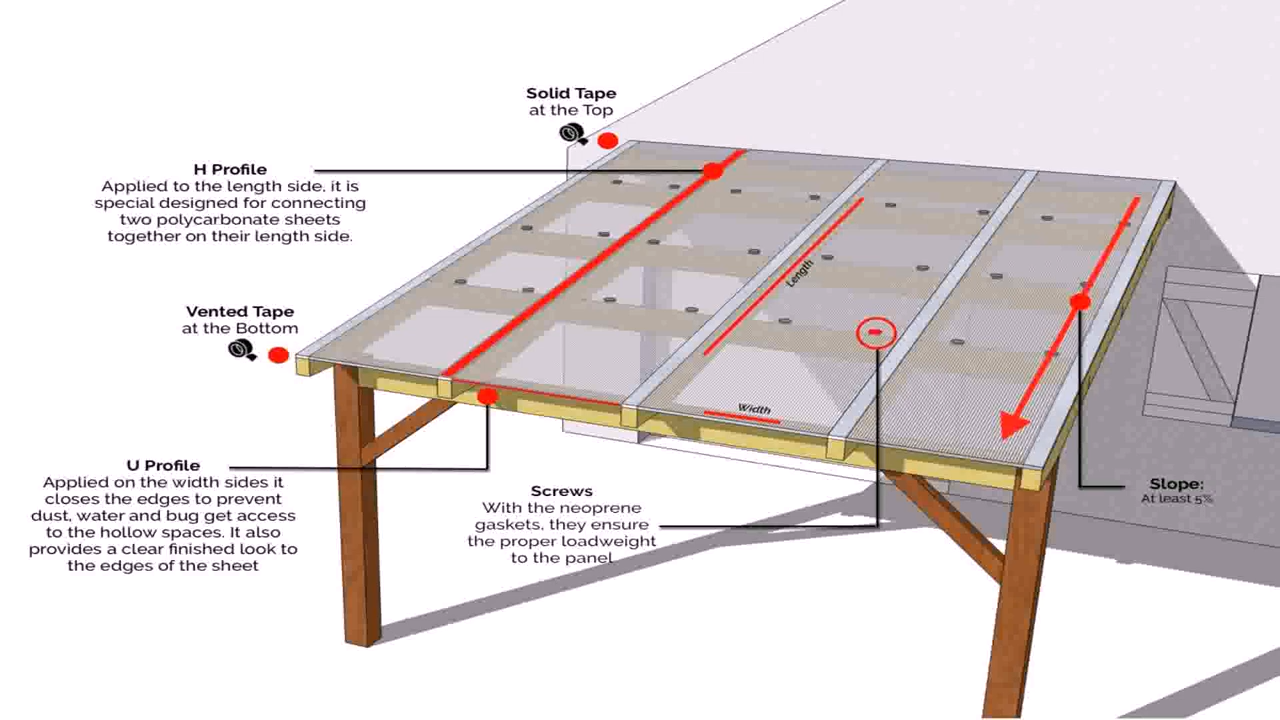 Solid Tape
at the Top
H Profile
Applied to the length side, it is
special designed for connecting
two polycarbonate sheets
together on their length side.
Vented Tape
at the Bottom
Length
Width
U Profile
Applied on the width sides it
closes the edges to prevent
dust, water and bug get access
to the hollow spaces. It also
provides a clear finished look to
the edges of the sheet
Screws
With the neoprene
gaskets, they ensure
the proper loadweight
to the panel.
Slope:
At least 5%